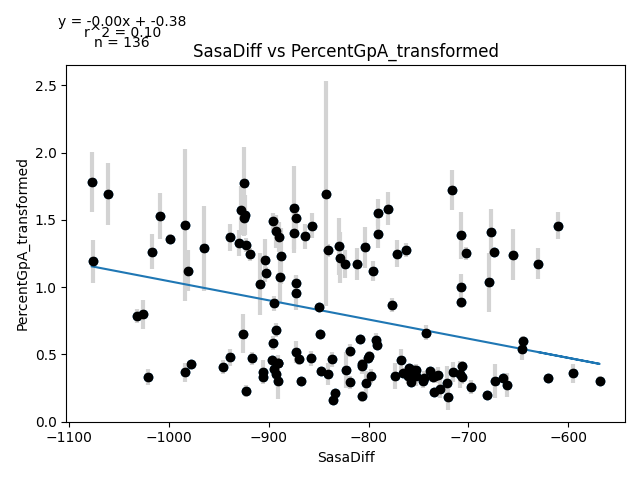 y = -0.00x + -0.38
r^2 = 0.10
n = 136
SasaDiff vs PercentGpA_transformed
PercentGpA_transformed
2.5
2.0
1.5
1.0
0.5
0.0
−1100 −1000 −900 −800 −700 −600
SasaDiff